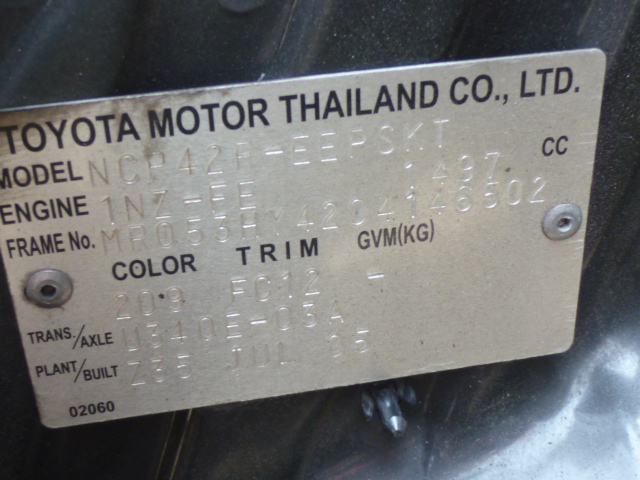 TOYOTA MOTOR THAILAND CO., LTD.
MODEL NCP42R-EEPSKT
ENGINE 1NZ-FE 1497 CC
FRAME No. MR053HY4204146502
COLOR TRIM GVM(KG)
209 FC12 -
TRANS./AXLE U340E-03A
PLANT/BUILT Z35 JUL 05
02060